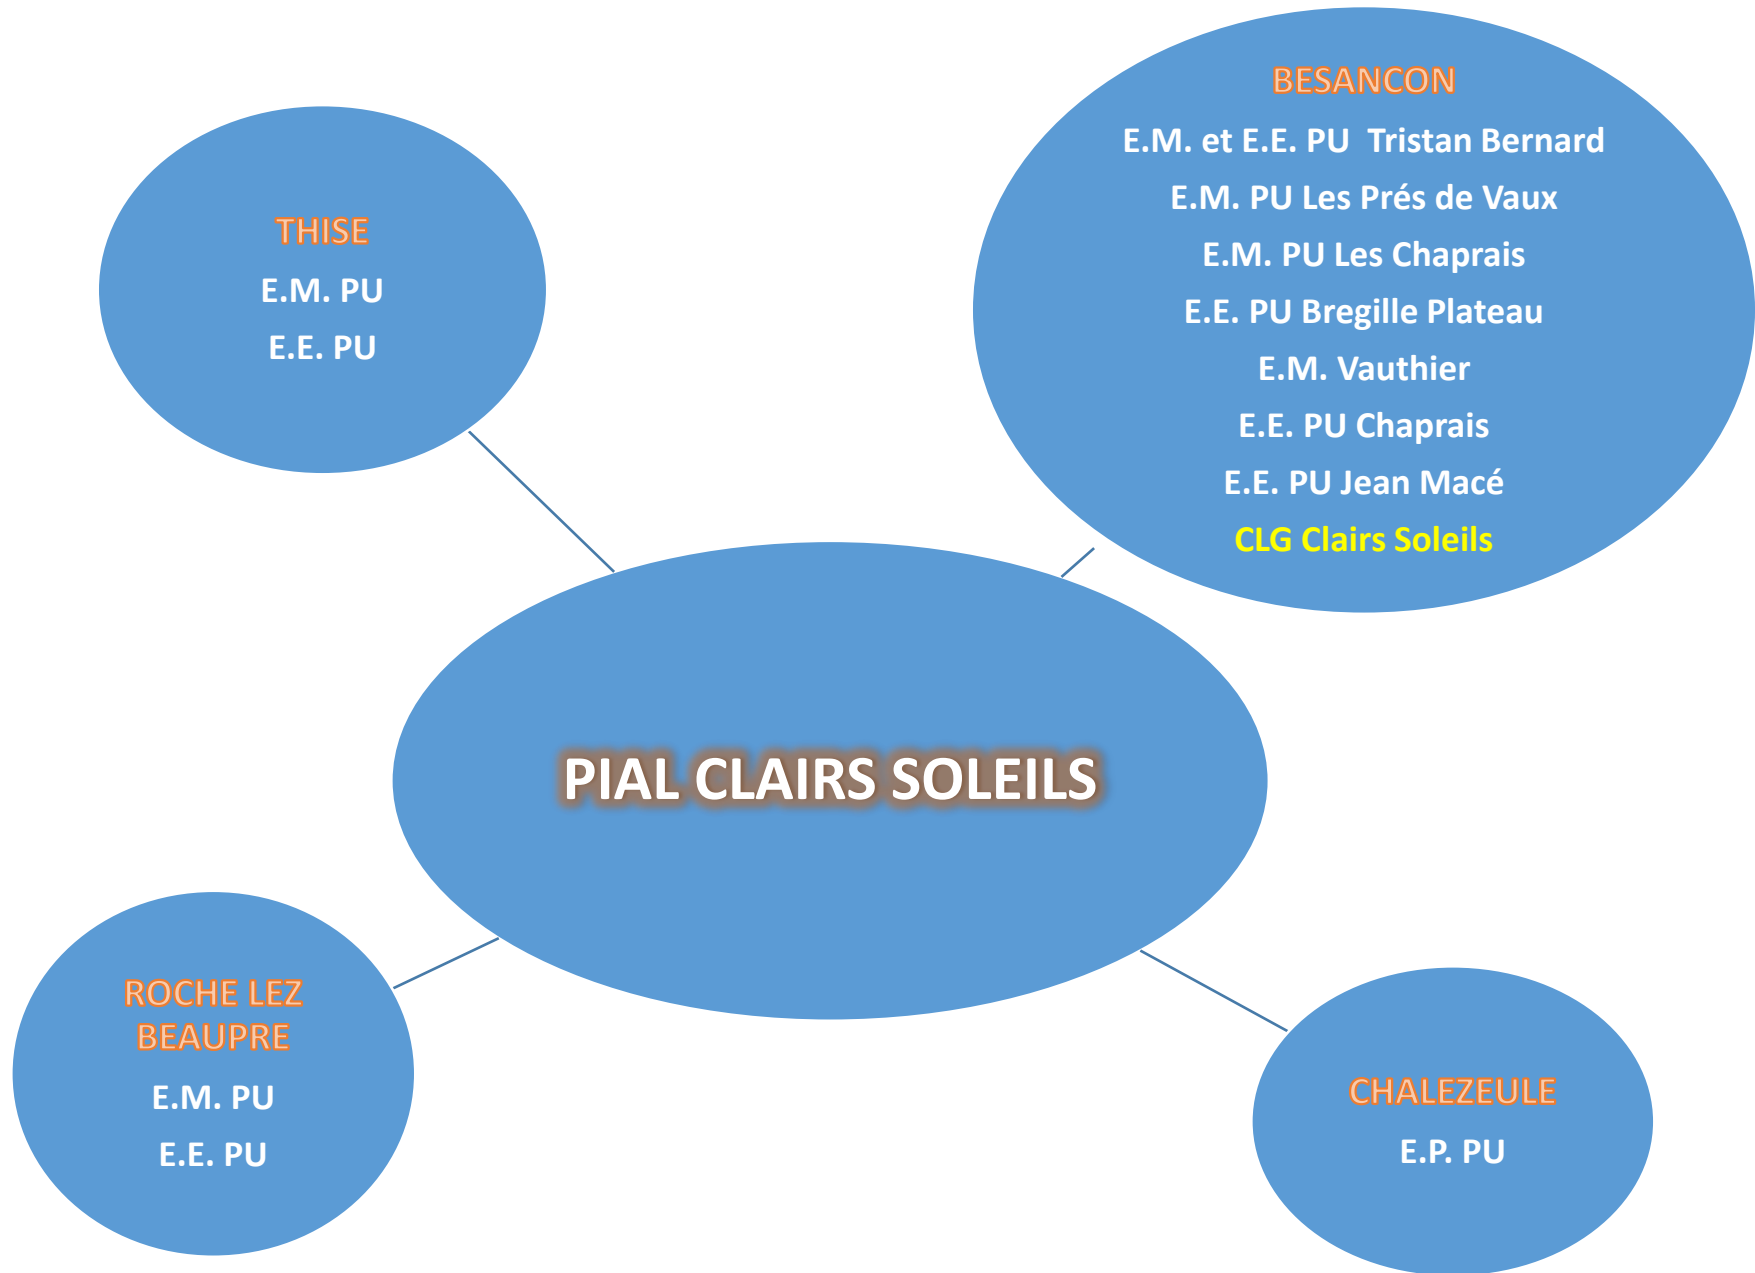 BESANCON
E.M. et E.E. PU  Tristan Bernard
E.M. PU Les Prés de Vaux
E.M. PU Les Chaprais
E.E. PU Bregille Plateau
E.M. Vauthier
E.E. PU Chaprais
E.E. PU Jean Macé
CLG Clairs Soleils
THISE
E.M. PU
E.E. PU
PIAL CLAIRS SOLEILS
ROCHE LEZ
BEAUPRE
E.M. PU
E.E. PU
CHALEZEULE
E.P. PU